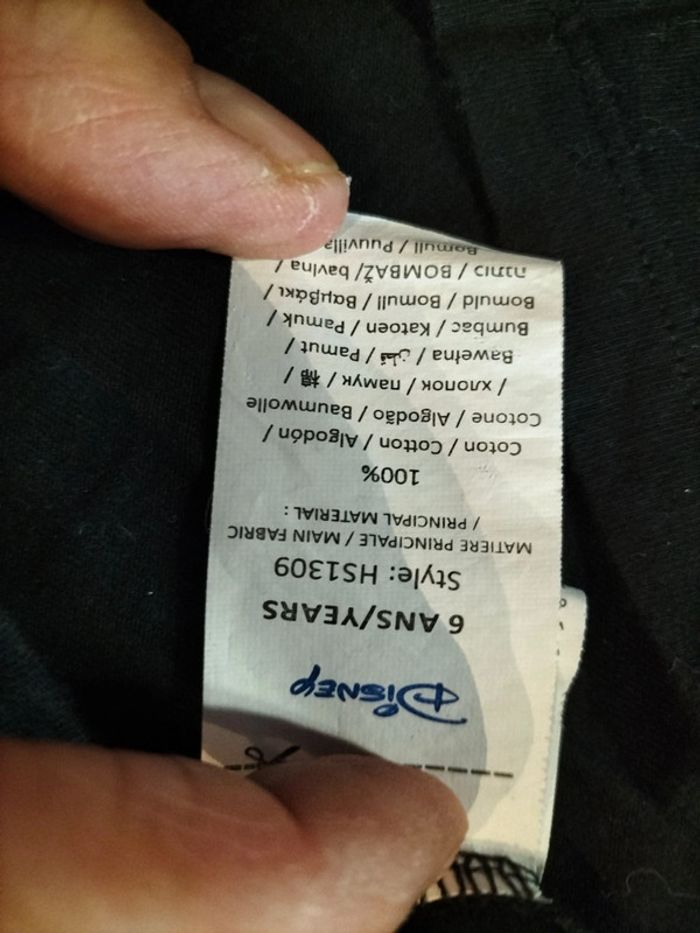 Disney
6 ANS/YEARS
Style: HS1309
MATIERE PRINCIPALE / MAIN FABRIC
/ PRINCIPAL MATERIAL :
100%
Coton / Cotton / Algodón /
Cotone / Algodão / Baumwolle
/ хлопок / памук / 棉 /
Bawełna / قطن / Pamut /
Bumbac / Katoen / Pamuk /
Bomuld / Bomull / Βαμβάκι /
כותנה / BOMBAŽ / bavlna /
Bomull / Puuvilla